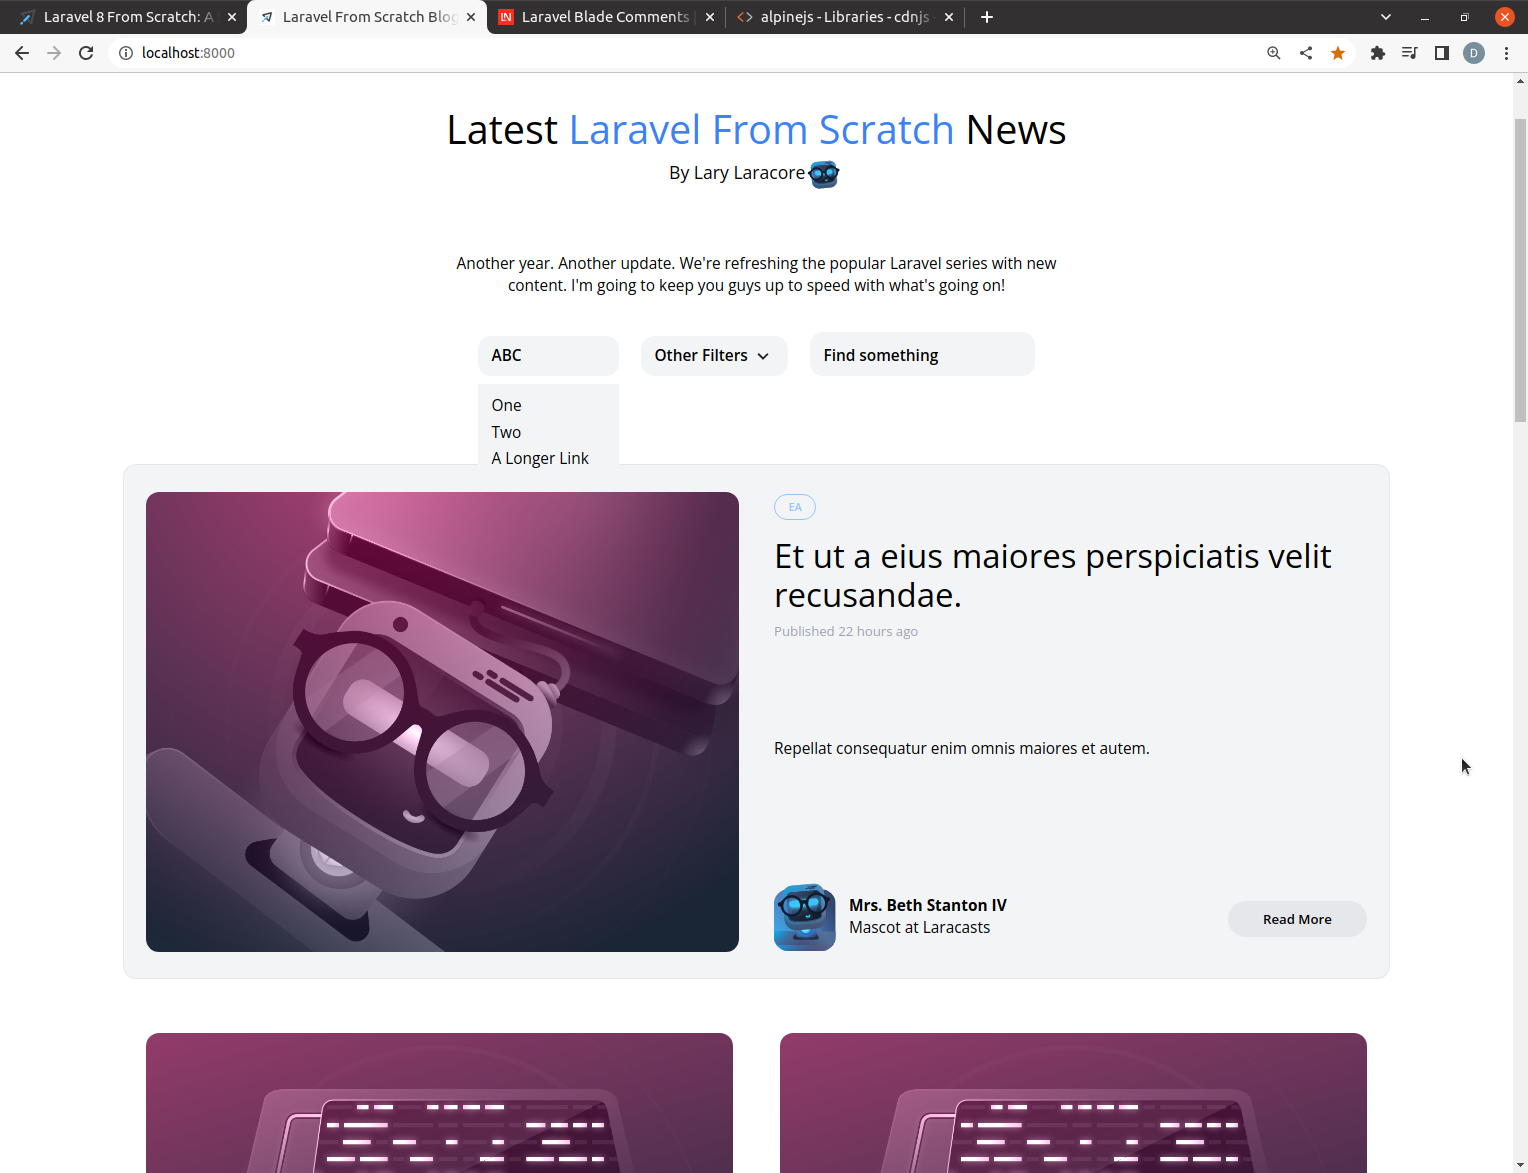 Laravel 8 From Scratch: A
Laravel From Scratch Blog
Laravel Blade Comments
alpinejs - Libraries - cdnjs
localhost:8000
D
Latest Laravel From Scratch News
By Lary Laracore
Another year. Another update. We're refreshing the popular Laravel series with new
content. I'm going to keep you guys up to speed with what's going on!
ABC
Other Filters
Find something
One
Two
A Longer Link
EA
Et ut a eius maiores perspiciatis velit
recusandae.
Published 22 hours ago
Repellat consequatur enim omnis maiores et autem.
Mrs. Beth Stanton IV
Mascot at Laracasts
Read More